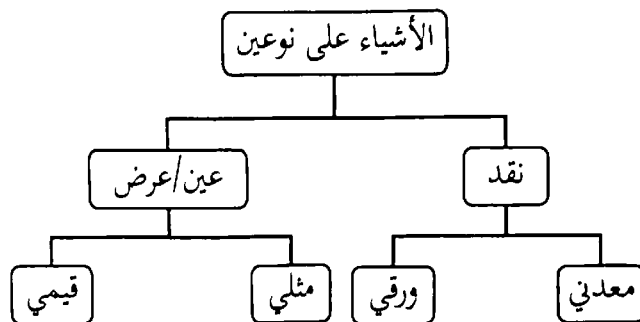 الأشياء على نوعين
نقد
عين/عرض
معدني
ورقي
مثلي
قيمي